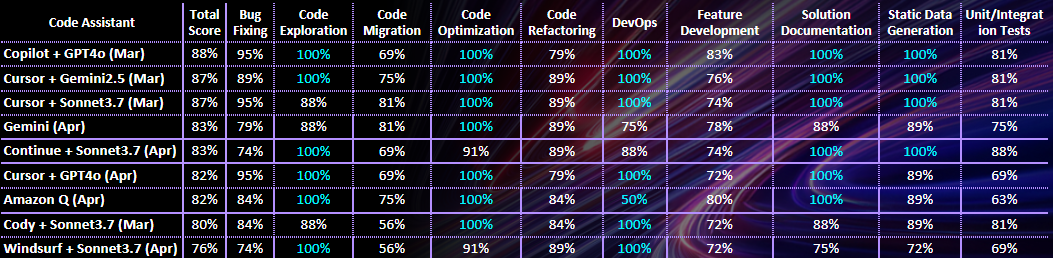 Code Assistant Total Score Bug Fixing Code Exploration Code Migration Code Optimization Code Refactoring DevOps Feature Development Solution Documentation Static Data Generation Unit/Integrat ion Tests
Copilot + GPT4o (Mar) 88% 95% 100% 69% 100% 79% 100% 83% 100% 100% 81%
Cursor + Gemini2.5 (Mar) 87% 89% 100% 75% 100% 89% 100% 76% 100% 100% 81%
Cursor + Sonnet3.7 (Mar) 87% 95% 88% 81% 100% 89% 100% 74% 100% 100% 81%
Gemini (Apr) 83% 79% 88% 81% 100% 89% 75% 78% 88% 89% 75%
Continue + Sonnet3.7 (Apr) 83% 74% 100% 69% 91% 89% 88% 74% 100% 100% 88%
Cursor + GPT4o (Apr) 82% 95% 100% 69% 100% 79% 100% 72% 100% 89% 69%
Amazon Q (Apr) 82% 84% 100% 75% 100% 84% 50% 80% 100% 89% 63%
Cody + Sonnet3.7 (Mar) 80% 84% 88% 56% 100% 84% 100% 72% 88% 89% 81%
Windsurf + Sonnet3.7 (Apr) 76% 74% 100% 56% 91% 89% 100% 72% 75% 72% 69%